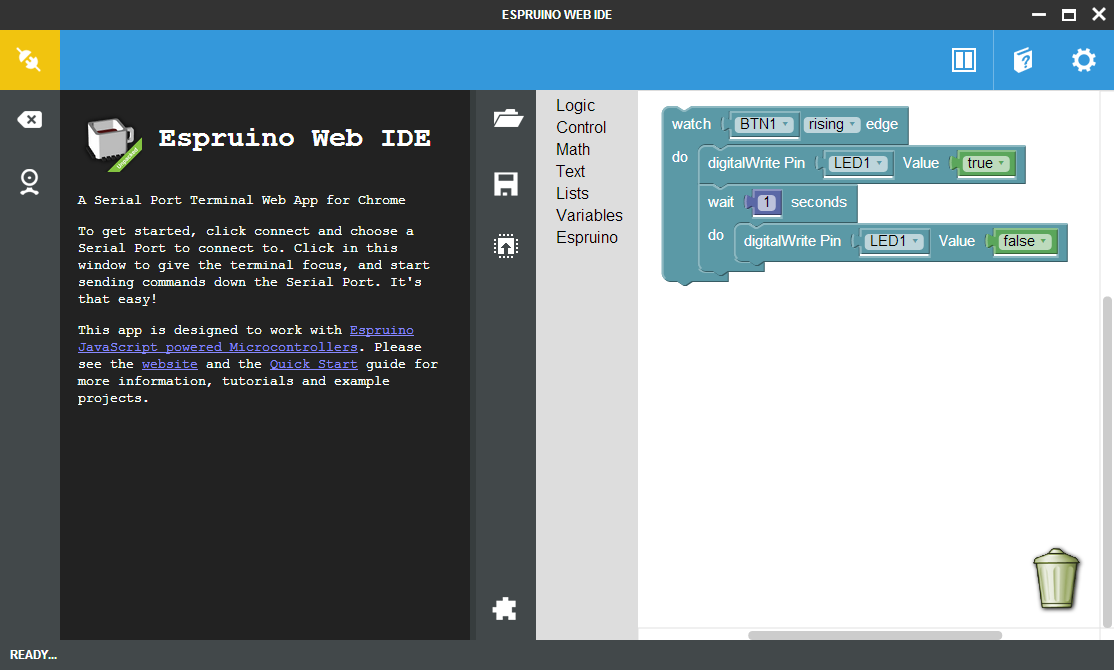 ESPRUINO WEB IDE
Espruino Web IDE
A Serial Port Terminal Web App for Chrome
To get started, click connect and choose a
Serial Port to connect to. Click in this
window to give the terminal focus, and start
sending commands down the Serial Port. It's
that easy!
This app is designed to work with Espruino
JavaScript powered Microcontrollers. Please
see the website and the Quick Start guide for
more information, tutorials and example
projects.
Logic
Control
Math
Text
Lists
Variables
Espruino
watch BTN1 rising edge
do digitalWrite Pin LED1 Value true
wait 1 seconds
do digitalWrite Pin LED1 Value false
READY...